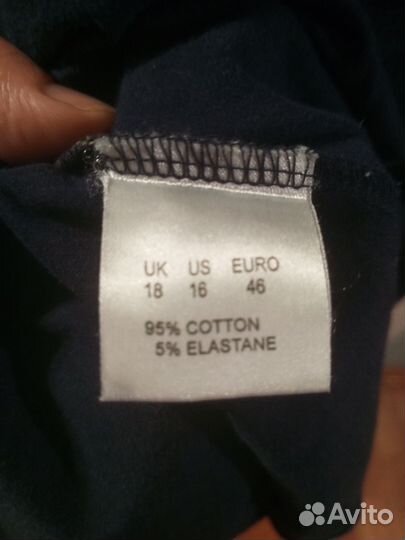 UK US EURO
18 16 46
95% COTTON
5% ELASTANE
Avito